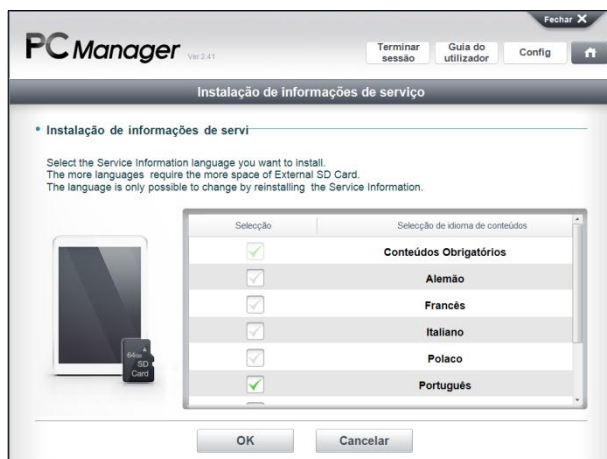 Fechar X
PC Manager Ver 2.41
Terminar sessão
Guia do utilizador
Config
Instalação de informações de serviço
Instalação de informações de servi
Select the Service Information language you want to install.
The more languages require the more space of External SD Card.
The language is only possible to change by reinstalling the Service Information.
Selecção
Selecção de idioma de conteúdos
Conteúdos Obrigatórios
Alemão
Francês
Italiano
Polaco
Português
64GB
SD
Card
OK
Cancelar